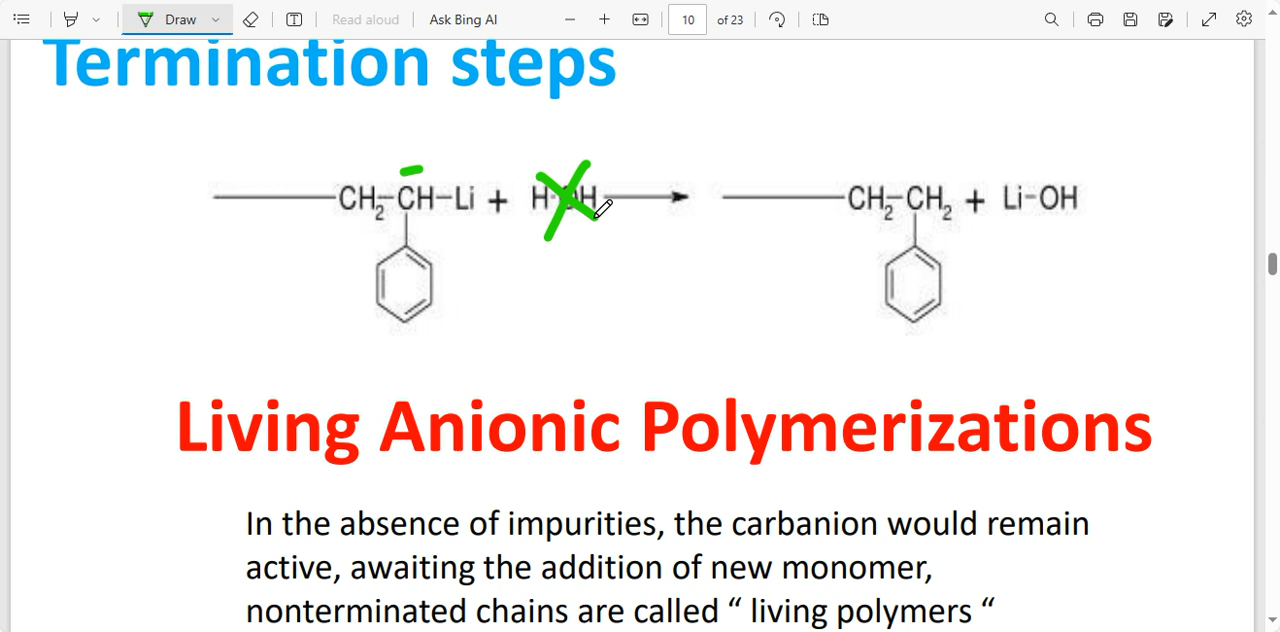 Draw
Read aloud
Ask Bing AI
10 of 23
Termination steps
CH₂-CH-Li + H-OH CH₂-CH₂ + Li-OH
Living Anionic Polymerizations
In the absence of impurities, the carbanion would remain
active, awaiting the addition of new monomer,
nonterminated chains are called “ living polymers “